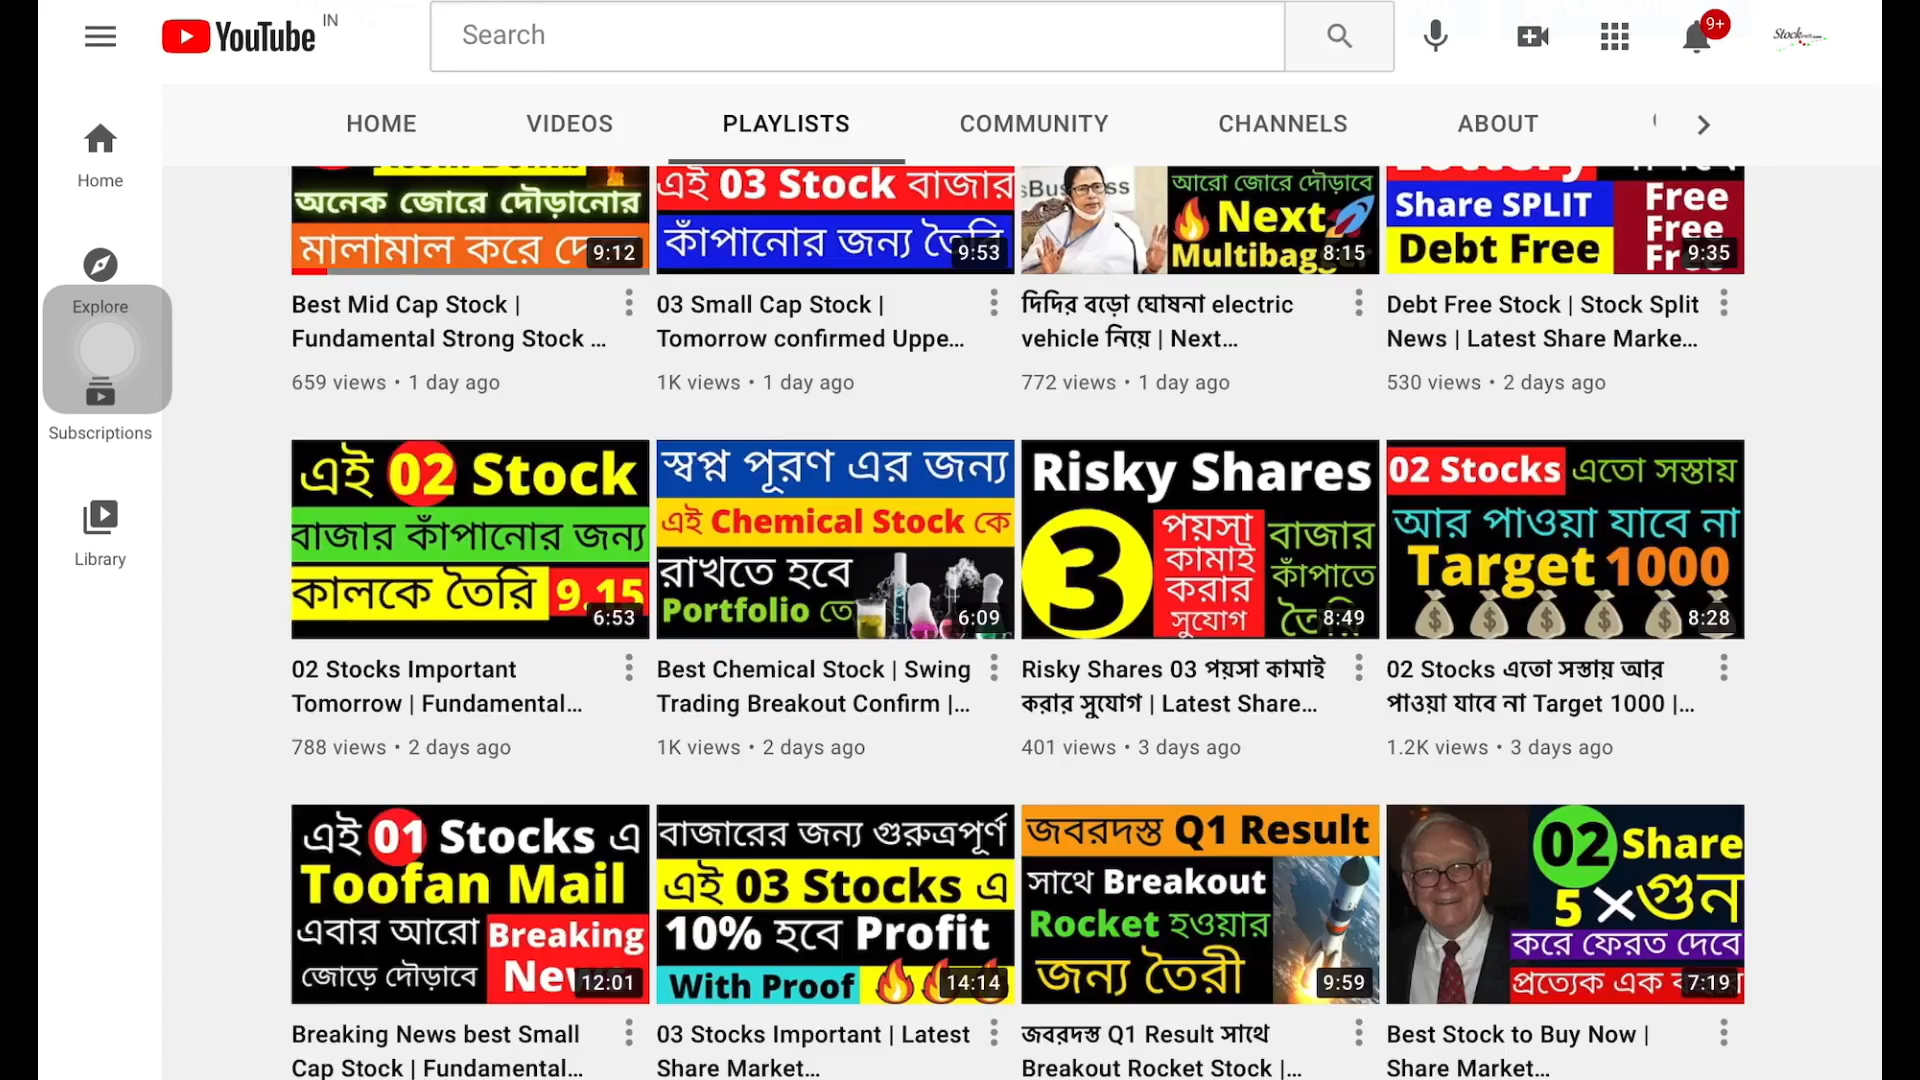 YouTube IN
Search
9+
Stock
HOME VIDEOS PLAYLISTS COMMUNITY CHANNELS ABOUT
Home
Explore
Subscriptions
Library
অনেক জোরে দৌড়ানোর
মালামাল করে দে
9:12
Best Mid Cap Stock |
Fundamental Strong Stock ...
659 views • 1 day ago
এই 03 Stock বাজার
কাঁপানোর জন্য তৈরি
9:53
03 Small Cap Stock |
Tomorrow confirmed Uppe...
1K views • 1 day ago
আরো জোরে দৌড়াবে
Next
Multibagger
8:15
দিদির বড়ো ঘোষনা electric
vehicle নিয়ে | Next...
772 views • 1 day ago
Lottery
Share SPLIT
Debt Free
Free
Free
Free
9:35
Debt Free Stock | Stock Split
News | Latest Share Marke...
530 views • 2 days ago
এই 02 Stock
বাজার কাঁপানোর জন্য
কালকে তৈরি 9.15
6:53
02 Stocks Important
Tomorrow | Fundamental...
788 views • 2 days ago
স্বপ্ন পূরণ এর জন্য
এই Chemical Stock কে
রাখতে হবে
Portfolio তে
6:09
Best Chemical Stock | Swing
Trading Breakout Confirm |...
1K views • 2 days ago
Risky Shares
3
পয়সা
কামাই
করার
সুযোগ
বাজার
কাঁপাতে
তৈরি
8:49
Risky Shares 03 পয়সা কামাই
করার সুযোগ | Latest Share...
401 views • 3 days ago
02 Stocks এতো সস্তায়
আর পাওয়া যাবে না
Target 1000
8:28
02 Stocks এতো সস্তায় আর
পাওয়া যাবে না Target 1000 |...
1.2K views • 3 days ago
এই 01 Stocks এ
Toofan Mail
এবার আরো Breaking
জোড়ে দৌড়াবে New
12:01
Breaking News best Small
Cap Stock | Fundamental...
বাজারের জন্য গুরুত্রপূর্ণ
এই 03 Stocks এ
10% হবে Profit
With Proof
14:14
03 Stocks Important | Latest
Share Market...
জবরদস্ত Q1 Result
সাথে Breakout
Rocket হওয়ার
জন্য তৈরী
9:59
জবরদস্ত Q1 Result সাথে
Breakout Rocket Stock |...
02 Share
5 ×গুন
করে ফেরত দেবে
প্রত্যেক এক
7:19
Best Stock to Buy Now |
Share Market...